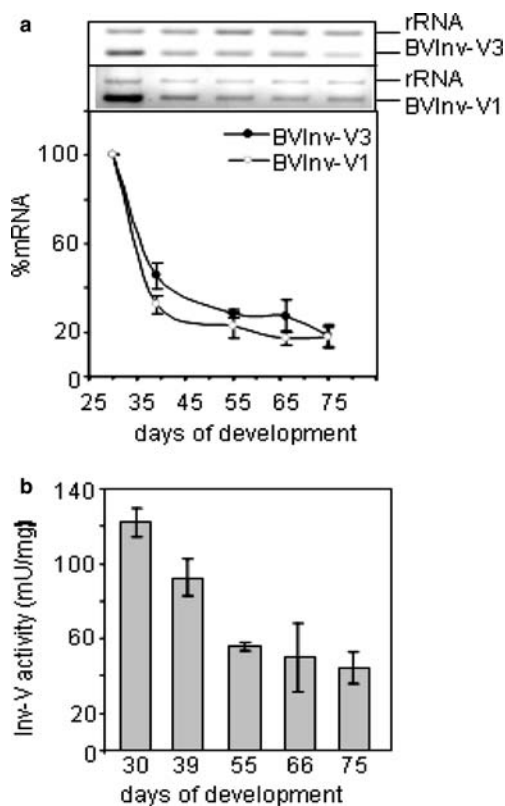 a
rRNA
BVInv-V3
rRNA
BVInv-V1
BVInv-V3
BVInv-V1
100
60
20
0
%mRNA
25 35 45 55 65 75
days of development
b
140
100
60
20
0
Inv-V activity (mU/mg)
30 39 55 66 75
days of development